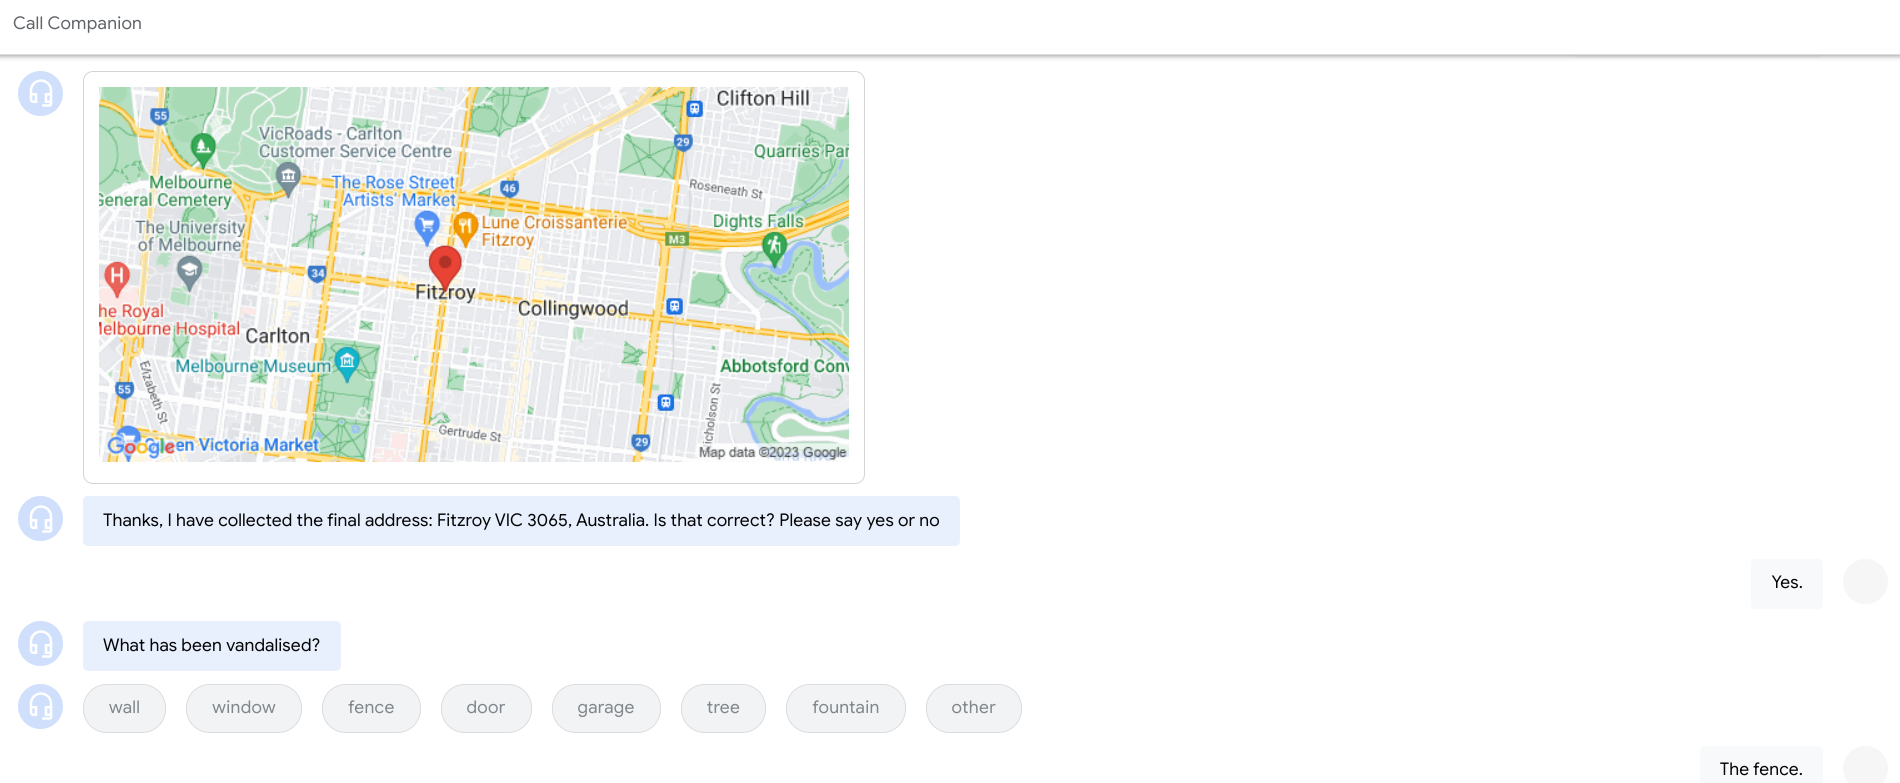 Call Companion
Clifton Hill
55
29
VicRoads - Carlton
Customer Service Centre
Quarries Par
Melbourne
General Cemetery
The Rose Street
Artists' Market
46
Roseneath St
The University
of Melbourne
Lune Croissanterie
Fitzroy
Dights Falls
M3
H
34
Fitzroy
Collingwood
he Royal
Melbourne Hospital
Carlton
Melbourne Museum
Abbotsford Conv
55
Elizabeth St
Nicholson St
Gertrude St
29
Google
en Victoria Market
Map data ©2023 Google
Thanks, I have collected the final address: Fitzroy VIC 3065, Australia. Is that correct? Please say yes or no
Yes.
What has been vandalised?
wall window fence door garage tree fountain other
The fence.